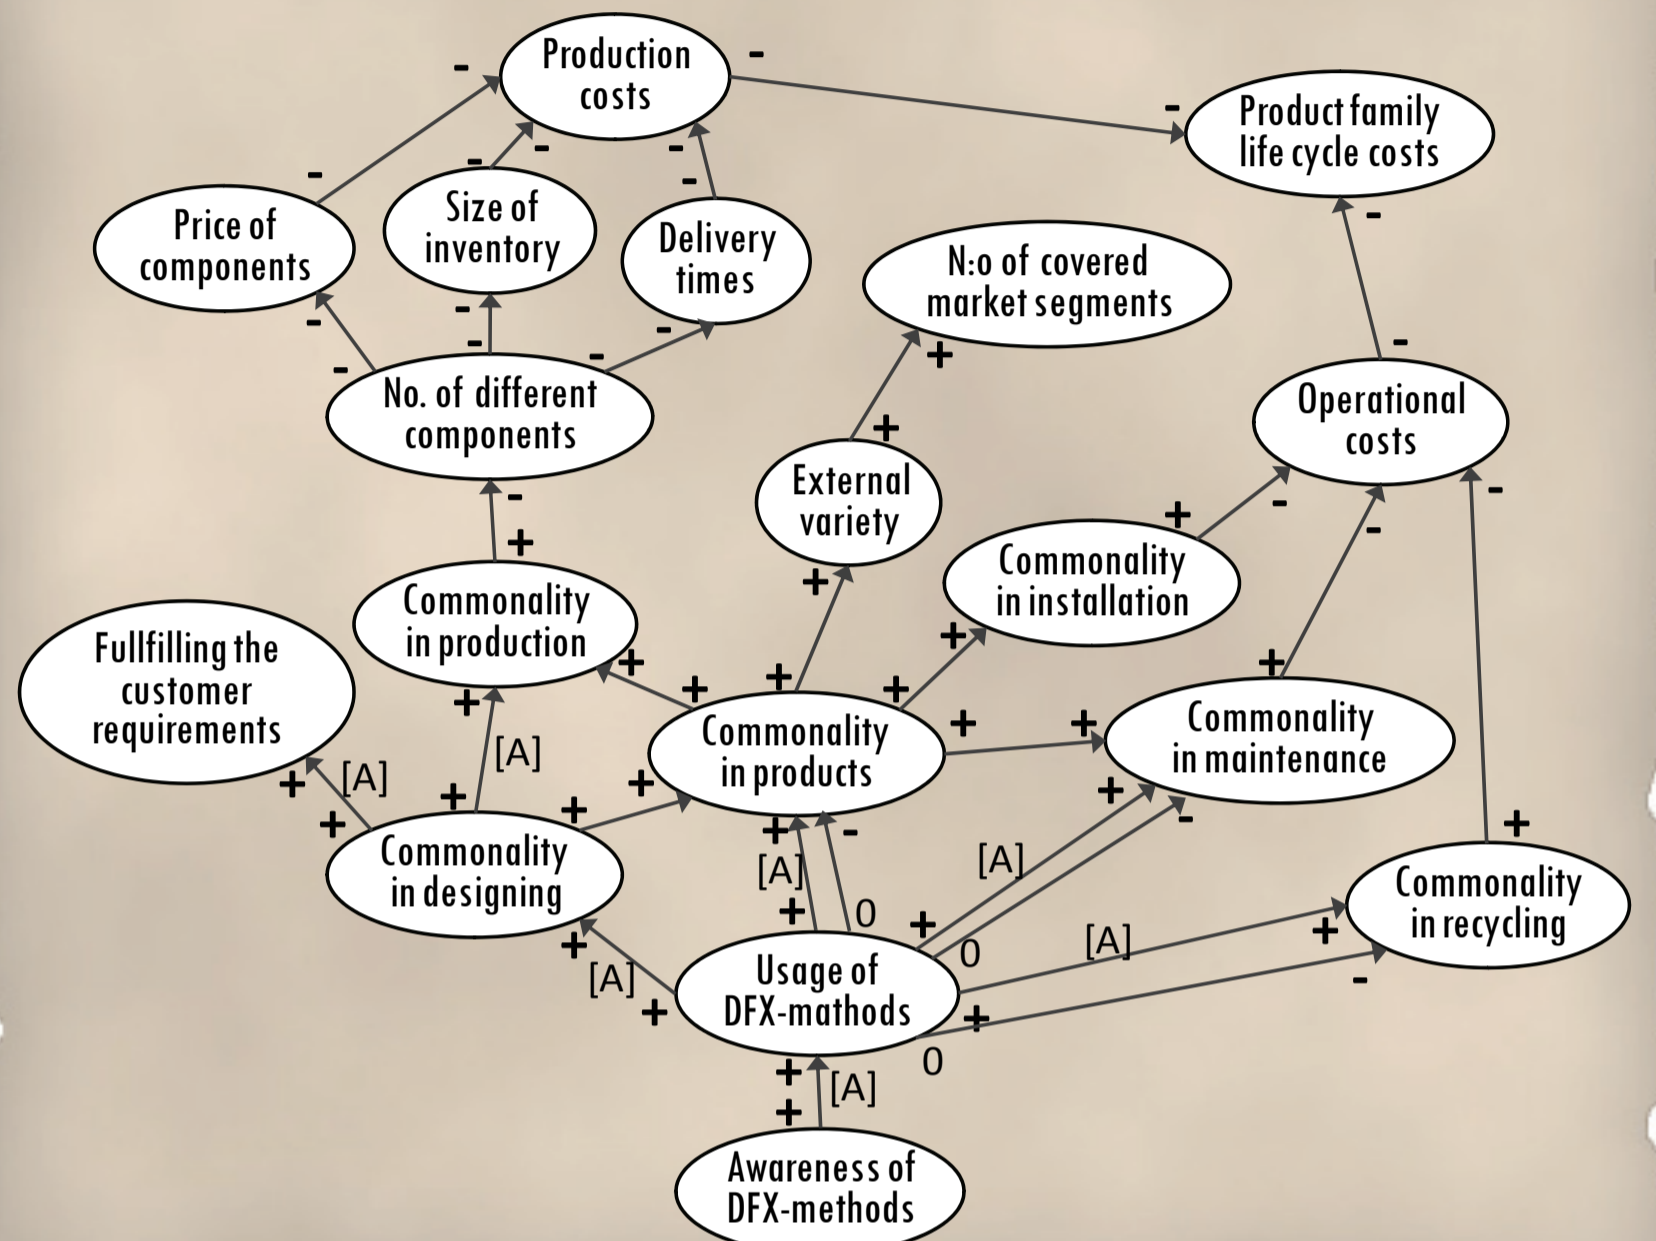 Production
costs
-
-
-
Product family
life cycle costs
-
-
-
-
-
-
-
Price of
components
Size of
inventory
Delivery
times
N:o of covered
market segments
-
-
-
-
-
-
-
-
+
+
No. of different
components
Operational
costs
-
+
External
variety
+
-
-
-
Commonality
in production
+
Commonality
in installation
+
+
Fullfilling the
customer
requirements
+
+
+
+
+
[A]
Commonality
in products
+
+
+
Commonality
in maintenance
[A]
+
+
+
+
+
+
-
+
-
+
Commonality
in designing
[A]
[A]
+
0
+
0
[A]
+
-
Commonality
in recycling
+
[A]
+
Usage of
DFX-mathods
+
0
+
+
[A]
Awareness of
DFX-methods